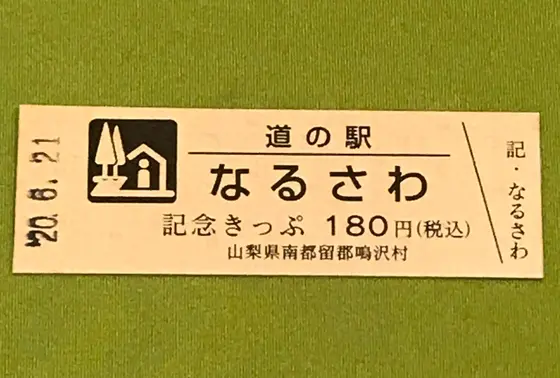 '20.6.21
道の駅
なるさわ
記念きっぷ 180円(税込)
山梨県南都留郡鳴沢村
記・なるさわ